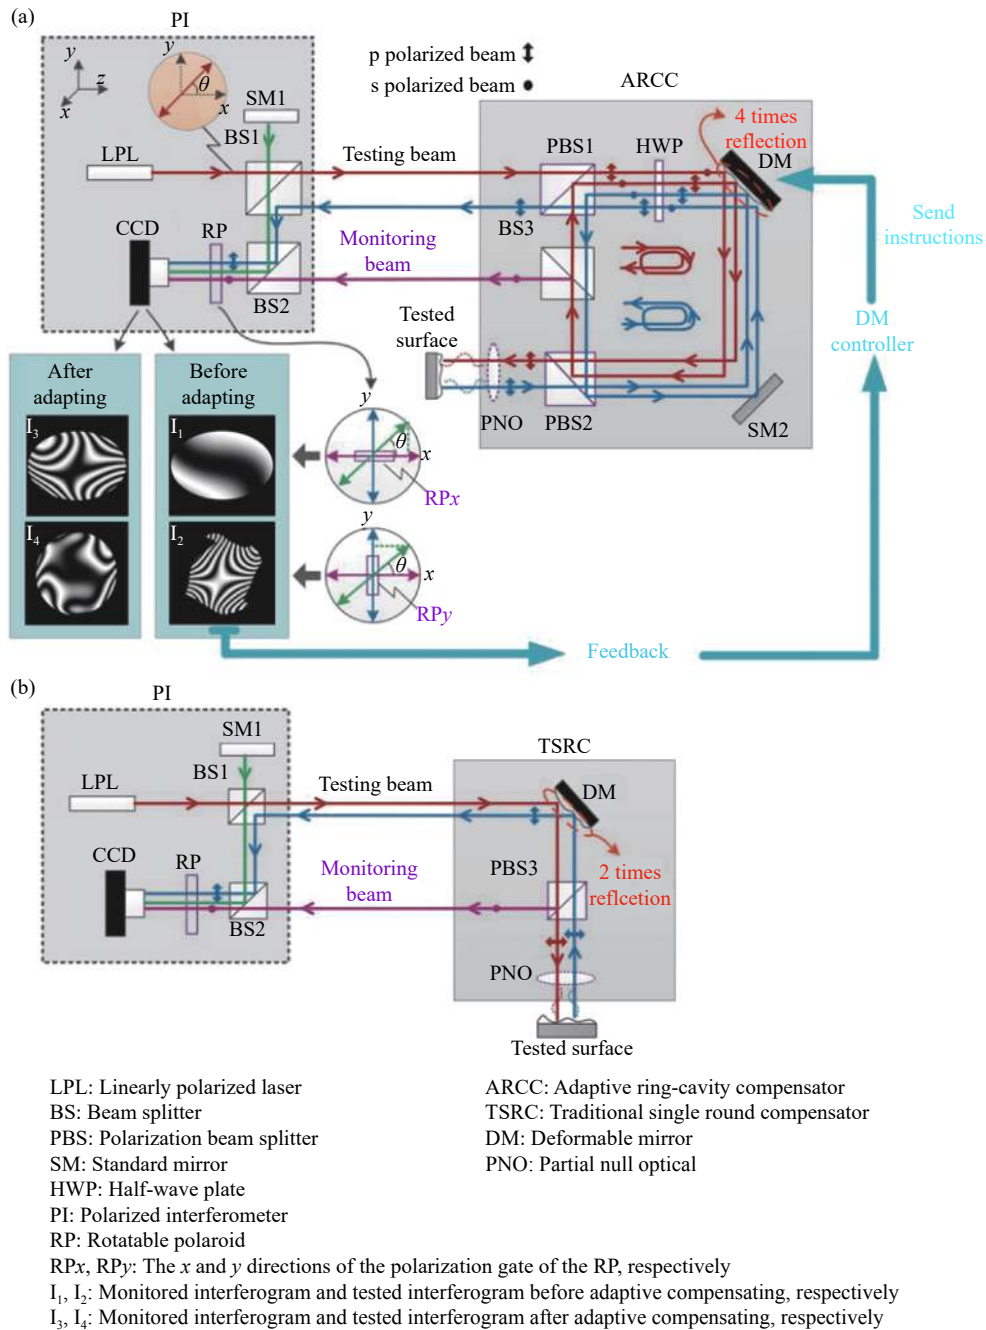 (a)
PI
y
z
x
y
θ
x
SM1
BS1
LPL
CCD
RP
BS2
p polarized beam
s polarized beam
Testing beam
Monitoring
beam
ARCC
PBS1
HWP
4 times
reflection
DM
BS3
Tested
surface
PNO
PBS2
SM2
Send
instructions
DM
controller
Feedback
After
adapting
Before
adapting
I3
I1
I4
I2
y
θ
x
RPx
y
θ
x
RPy
(b)
PI
SM1
BS1
LPL
CCD
RP
BS2
Testing beam
Monitoring
beam
TSRC
DM
2 times
reflcetion
PBS3
PNO
Tested surface
LPL: Linearly polarized laser
BS: Beam splitter
PBS: Polarization beam splitter
SM: Standard mirror
HWP: Half-wave plate
PI: Polarized interferometer
RP: Rotatable polaroid
ARCC: Adaptive ring-cavity compensator
TSRC: Traditional single round compensator
DM: Deformable mirror
PNO: Partial null optical
RPx, RPy: The x and y directions of the polarization gate of the RP, respectively
I1, I2: Monitored interferogram and tested interferogram before adaptive compensating, respectively
I3, I4: Monitored interferogram and tested interferogram after adaptive compensating, respectively